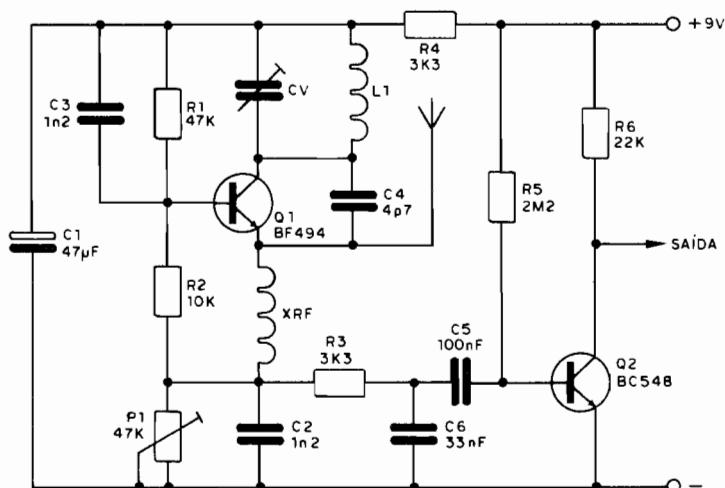 +9V
R4
3K3
C3
1n2
R1
47K
CV
L1
R6
22K
R5
2M2
C1
47µF
Q1
BF494
C4
4p7
SAÍDA
R2
10K
XRF
R3
3K3
C5
100nF
Q2
BC548
P1
47K
C2
1n2
C6
33nF
–